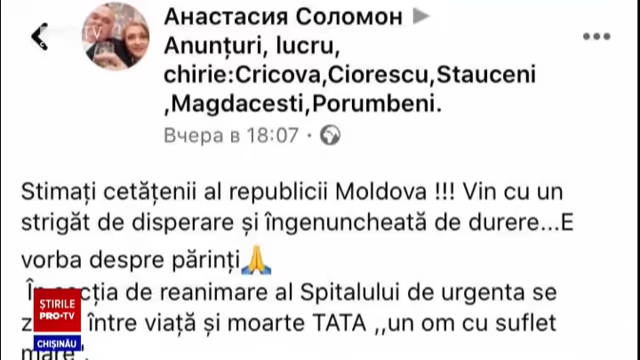 Анастасия Соломон ▶
Anunțuri, lucru,
chirie:Cricova,Ciorescu,Stauceni
,Magdacesti,Porumbeni.
Вчера в 18:07 ·
Stimați cetățenii al republicii Moldova !!! Vin cu un
strigăt de disperare și îngenuncheată de durere...E
vorba despre părinți🙏
În secția de reanimare al Spitalului de urgenta se
între viață și moarte TATA ,,un om cu suflet
mare".
ȘTIRILE
PRO•TV
CHIȘINĂU